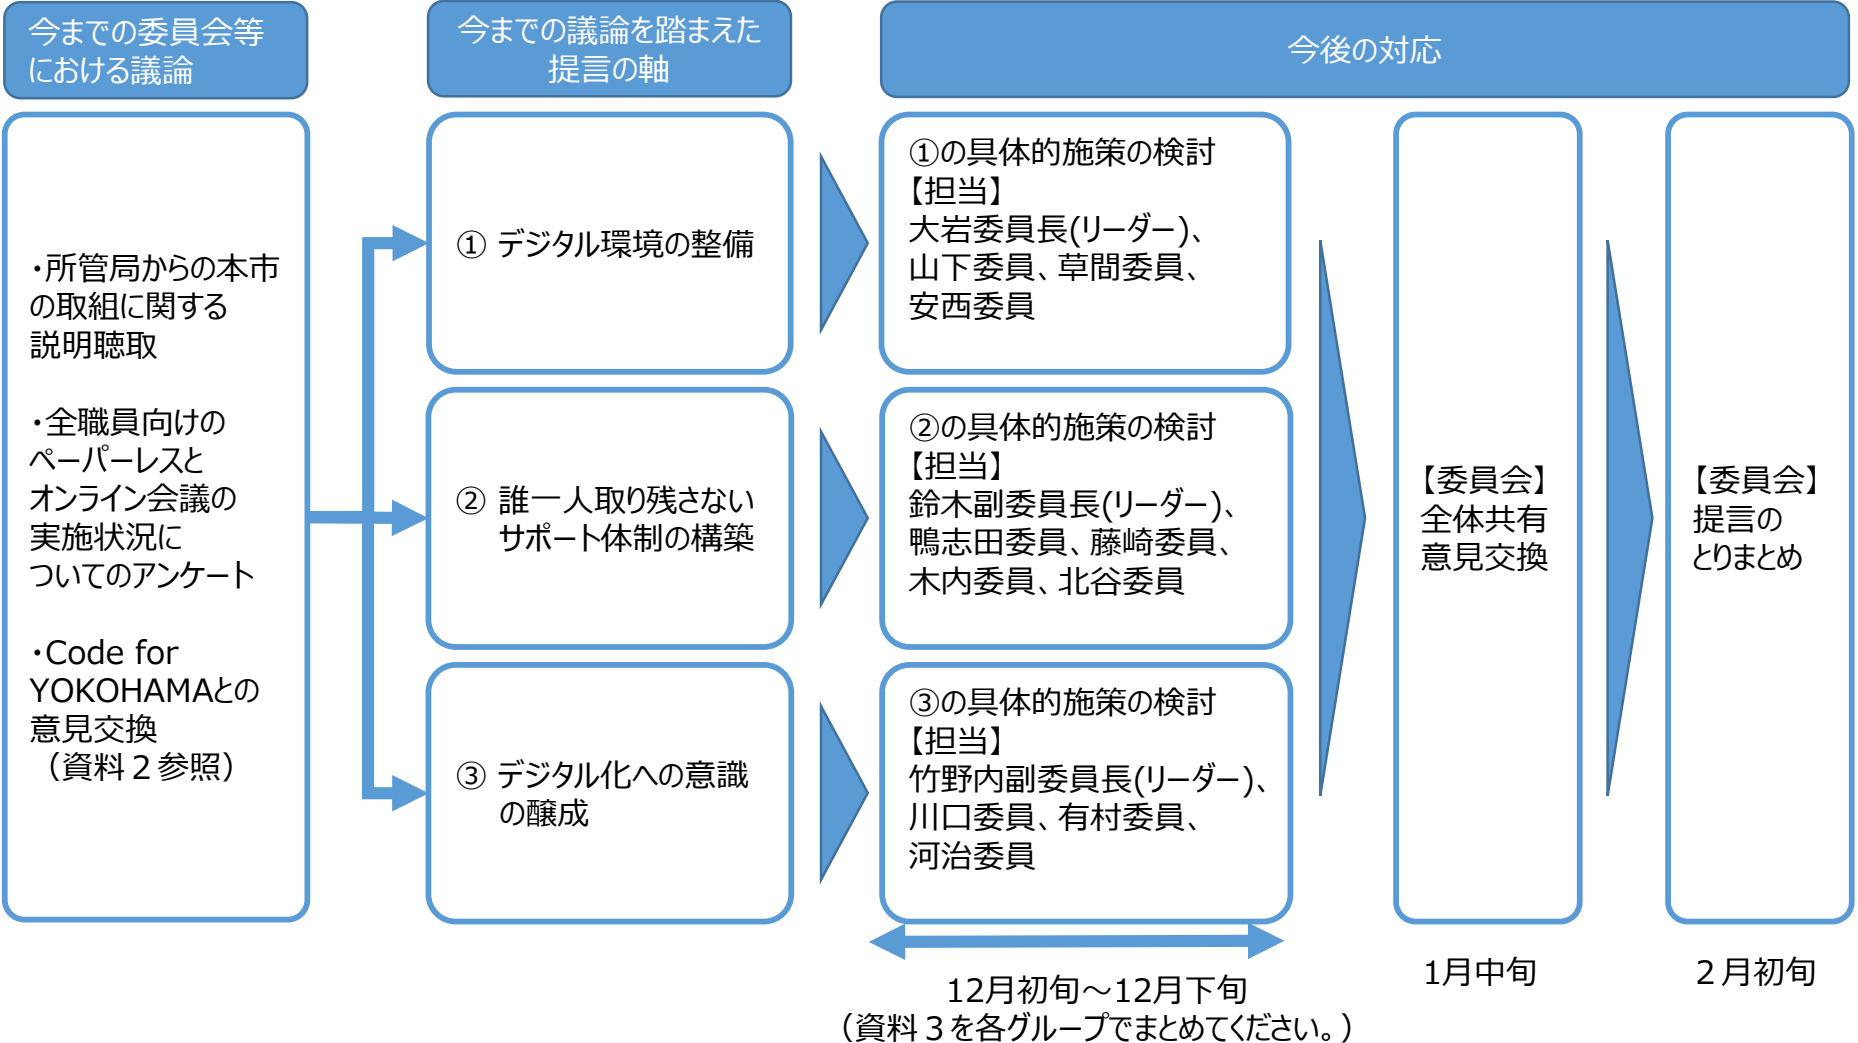 今までの委員会等
における議論
今までの議論を踏まえた
提言の軸
今後の対応
・所管局からの本市
の取組に関する
説明聴取
・全職員向けの
ペーパーレスと
オンライン会議の
実施状況に
ついてのアンケート
・Code for
YOKOHAMAとの
意見交換
（資料２参照）
① デジタル環境の整備
② 誰一人取り残さない
サポート体制の構築
③ デジタル化への意識
の醸成
①の具体的施策の検討
【担当】
大岩委員長(リーダー)、
山下委員、草間委員、
安西委員
②の具体的施策の検討
【担当】
鈴木副委員長(リーダー)、
鴨志田委員、藤崎委員、
木内委員、北谷委員
③の具体的施策の検討
【担当】
竹野内副委員長(リーダー)、
川口委員、有村委員、
河治委員
12月初旬～12月下旬
（資料３を各グループでまとめてください。）
【委員会】
全体共有
意見交換
1月中旬
【委員会】
提言の
とりまとめ
２月初旬